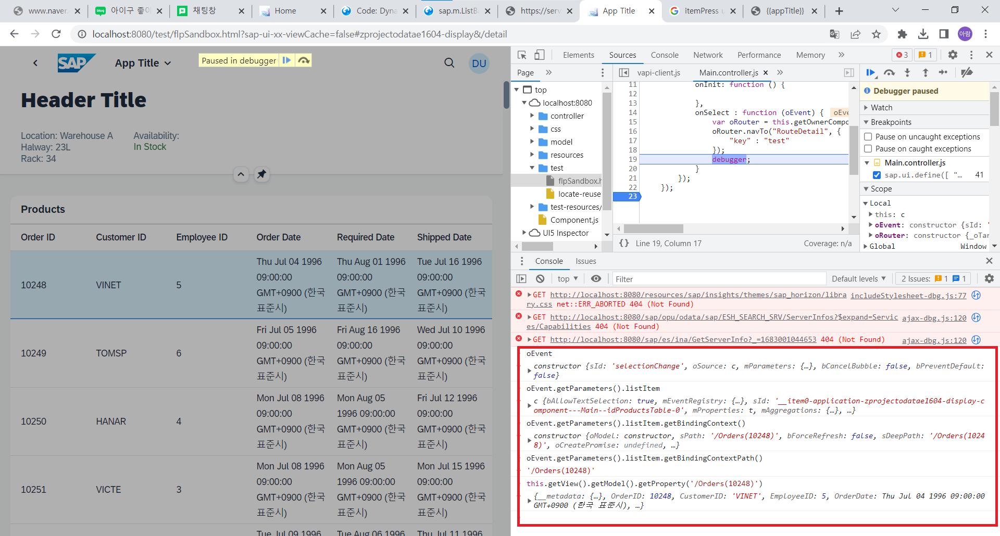 www.naver.
아이구 좋아
채팅창
Home
Code: Dyna
sap.m.ListB
https://serv
App Title
itemPress u
{{appTitle}}
localhost:8080/test/flpSandbox.html?sap-ui-xx-viewCache=false#zprojectodatae1604-display&/detail
아람
SAP
App Title
Paused in debugger
DU
Header Title
Location: Warehouse A
Availability:
Halway: 23L
In Stock
Rack: 34
Products
Order ID Customer ID Employee ID Order Date Required Date Shipped Date
Thu Jul 04 1996 Thu Aug 01 1996 Tue Jul 16 1996
09:00:00 09:00:00 09:00:00
10248 VINET 5
GMT+0900 (한국 GMT+0900 (한국 GMT+0900 (한국
표준시) 표준시) 표준시)
Fri Jul 05 1996 Fri Aug 16 1996 Wed Jul 10 1996
09:00:00 09:00:00 09:00:00
10249 TOMSP 6
GMT+0900 (한국 GMT+0900 (한국 GMT+0900 (한국
표준시) 표준시) 표준시)
Mon Jul 08 1996 Mon Aug 05 Fri Jul 12 1996
09:00:00 1996 09:00:00 09:00:00
10250 HANAR 4
GMT+0900 (한국 GMT+0900 (한국 GMT+0900 (한국
표준시) 표준시) 표준시)
Mon Jul 08 1996 Mon Aug 05 Mon Jul 15 1996
09:00:00 1996 09:00:00 09:00:00
10251 VICTE 3
GMT+0900 (한국 GMT+0900 (한국 GMT+0900 (한국
표준시) 표준시) 표준시)
Tue Jul 09 1996 Tue Aug 06 Thu Jul 11 1996
Elements Sources Console Network Performance Memory » 3 1
Page »
top
localhost:8080
controller
css
model
resources
test
flpSandbox.h
locate-reuse
test-resources/
Component.js
UI5 Inspector
vapi-client.js Main.controller.js »
11 onInit: function () {
12
13 },
14 onSelect : function (oEvent) { oEve
15 var oRouter = this.getOwnerCompo
16 oRouter.navTo("RouteDetail", {
17 "key" : "test"
18 });
19 debugger;
20 }
21 });
22 });
23
{} Line 19, Column 17 Coverage: n/a
Debugger paused
Watch
Breakpoints
Pause on uncaught exceptions
Pause on caught exceptions
Main.controller.js
sap.ui.define([ "… 41
Scope
Local
this: c
oEvent: constructor {sId: '
oRouter: constructor {_oTar
Global Window
Console Issues
top Filter Default levels 2 Issues: 1 1
GET http://localhost:8080/resources/sap/insights/themes/sap_horizon/libra includeStylesheet-dbg.js:77
ry.css net::ERR_ABORTED 404 (Not Found)
GET http://localhost:8080/sap/opu/odata/sap/ESH_SEARCH_SRV/ServerInfos?$expand=Servic ajax-dbg.js:120
es/Capabilities 404 (Not Found)
GET http://localhost:8080/sap/es/ina/GetServerInfo?_=1683001044653 404 (Not Found) ajax-dbg.js:120
oEvent
constructor {sId: 'selectionChange', oSource: c, mParameters: {…}, bCancelBubble: false, bPreventDefault:
false}
oEvent.getParameters().listItem
c {bAllowTextSelection: true, mEventRegistry: {…}, sId: '__item0-application-zprojectodatae1604-display-c
omponent---Main--idProductsTable-0', mProperties: t, mAggregations: {…}, …}
oEvent.getParameters().listItem.getBindingContext()
constructor {oModel: constructor, sPath: '/Orders(10248)', bForceRefresh: false, sDeepPath: '/Orders(1024
8)', oCreatePromise: undefined, …}
oEvent.getParameters().listItem.getBindingContextPath()
'/Orders(10248)'
this.getView().getModel().getProperty('/Orders(10248)')
{__metadata: {…}, OrderID: 10248, CustomerID: 'VINET', EmployeeID: 5, OrderDate: Thu Jul 04 1996 09:00:00
GMT+0900 (한국 표준시), …}